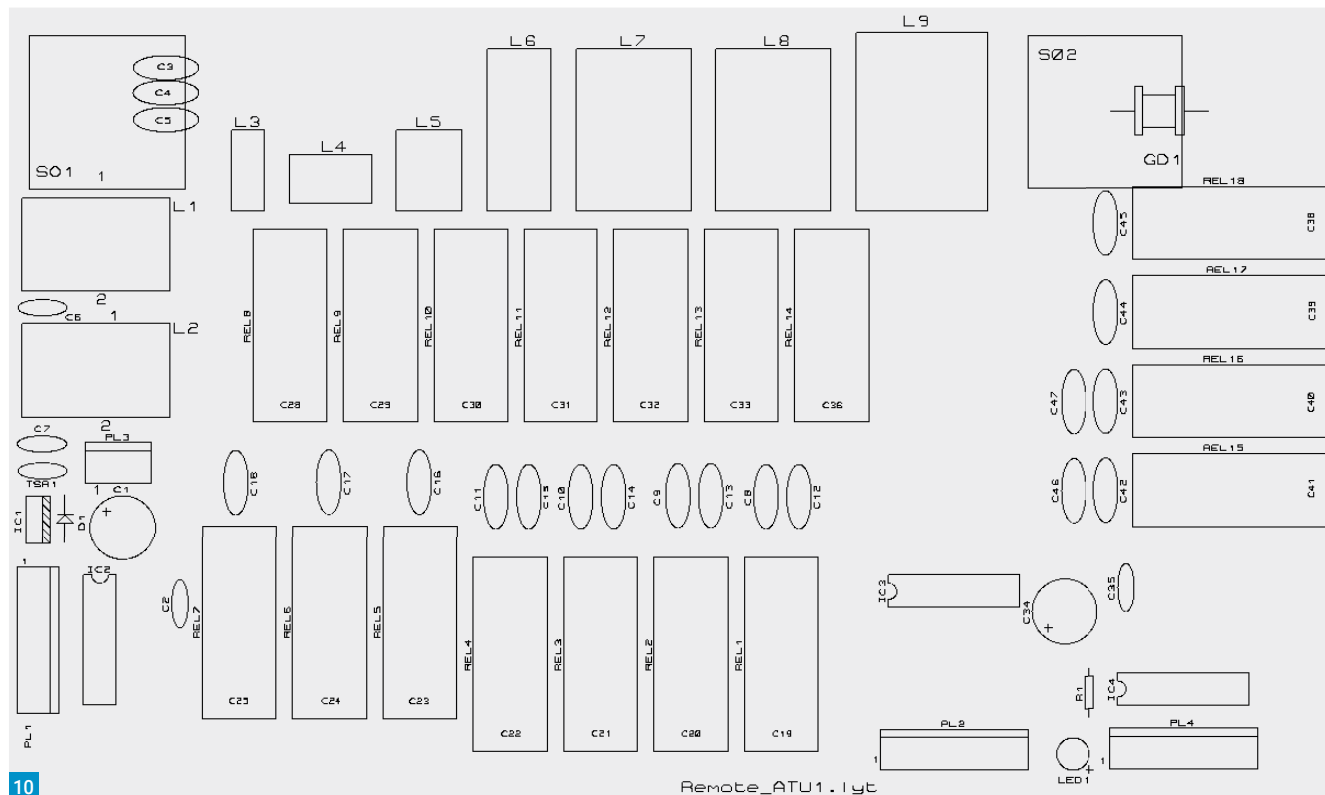 L9
L6
L7
L8
SØ2
C3
C4
C5
L3
L5
L4
GD1
SO1
1
REL18
L1
C45
C38
2
REL17
C6
1
L2
REL8
REL9
REL10
REL11
REL12
REL13
REL14
C44
C39
REL16
C28
C29
C30
C31
C32
C33
C36
C47
C43
C40
C7
2
PL3
REL15
TSA1
1
C1
C18
C17
C16
C11
C15
C10
C14
C9
C13
C8
C12
C46
C42
C41
IC1
D1
+
1
IC2
C2
REL7
REL6
REL5
REL4
REL3
REL2
REL1
IC3
C34
+
C35
R1
IC4
C25
C24
C23
C22
C21
C20
C19
PL1
PL2
PL4
1
1
+
LED1
10
Remote_ATU1.lyt